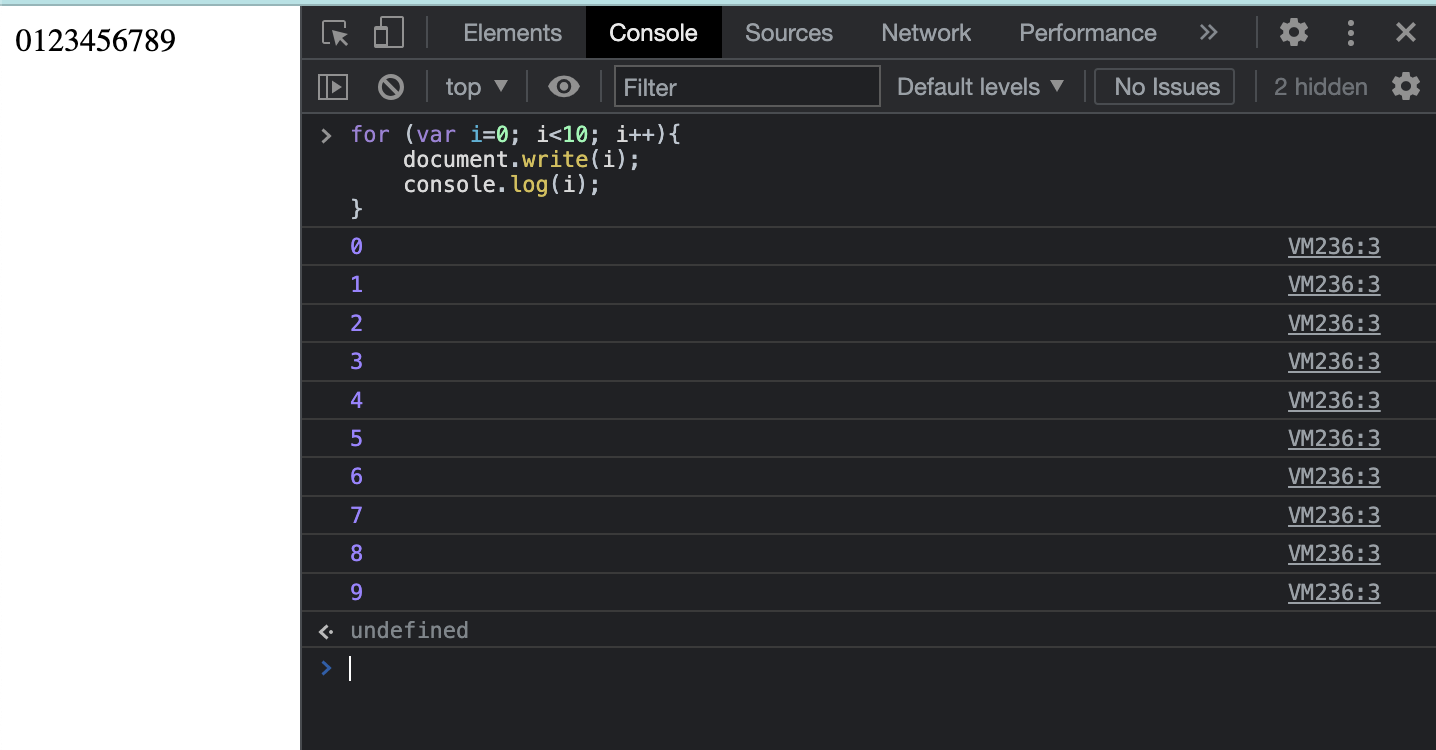 0123456789
Elements Console Sources Network Performance
top Filter Default levels No Issues 2 hidden
for (var i=0; i<10; i++){
    document.write(i);
    console.log(i);
}
0 VM236:3
1 VM236:3
2 VM236:3
3 VM236:3
4 VM236:3
5 VM236:3
6 VM236:3
7 VM236:3
8 VM236:3
9 VM236:3
undefined